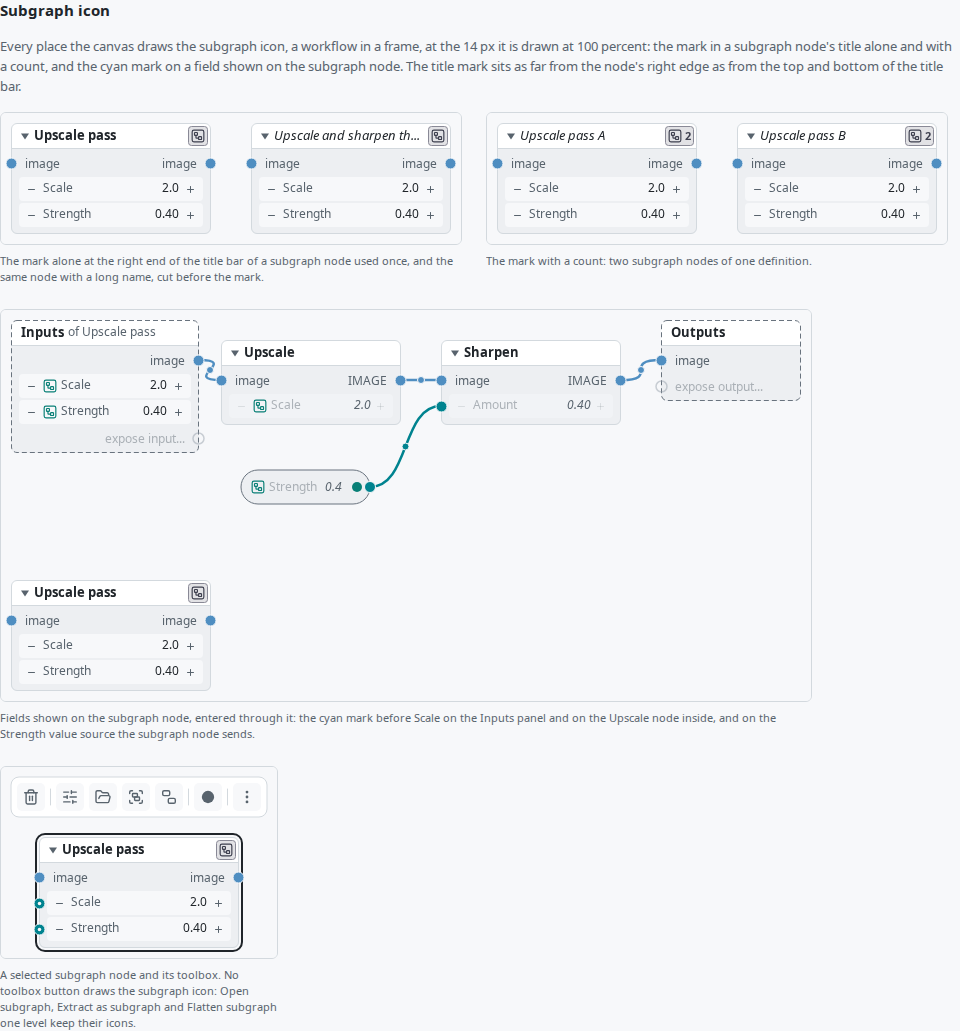 Subgraph icon
Every place the canvas draws the subgraph icon, a workflow in a frame, at the 14 px it is drawn at 100 percent: the mark in a subgraph node's title alone and with
a count, and the cyan mark on a field shown on the subgraph node. The title mark sits as far from the node's right edge as from the top and bottom of the title
bar.
Upscale pass
image image
– Scale 2.0 +
– Strength 0.40 +
Upscale and sharpen th...
image image
– Scale 2.0 +
– Strength 0.40 +
Upscale pass A 2
image image
– Scale 2.0 +
– Strength 0.40 +
Upscale pass B 2
image image
– Scale 2.0 +
– Strength 0.40 +
The mark alone at the right end of the title bar of a subgraph node used once, and the
same node with a long name, cut before the mark.
The mark with a count: two subgraph nodes of one definition.
Inputs of Upscale pass
image
– Scale 2.0 +
– Strength 0.40 +
expose input...
Upscale
image IMAGE
– Scale 2.0 +
Sharpen
image IMAGE
– Amount 0.40 +
Outputs
image
expose output...
Strength 0.4
Upscale pass
image image
– Scale 2.0 +
– Strength 0.40 +
Fields shown on the subgraph node, entered through it: the cyan mark before Scale on the Inputs panel and on the Upscale node inside, and on the
Strength value source the subgraph node sends.
Upscale pass
image image
– Scale 2.0 +
– Strength 0.40 +
A selected subgraph node and its toolbox. No
toolbox button draws the subgraph icon: Open
subgraph, Extract as subgraph and Flatten subgraph
one level keep their icons.